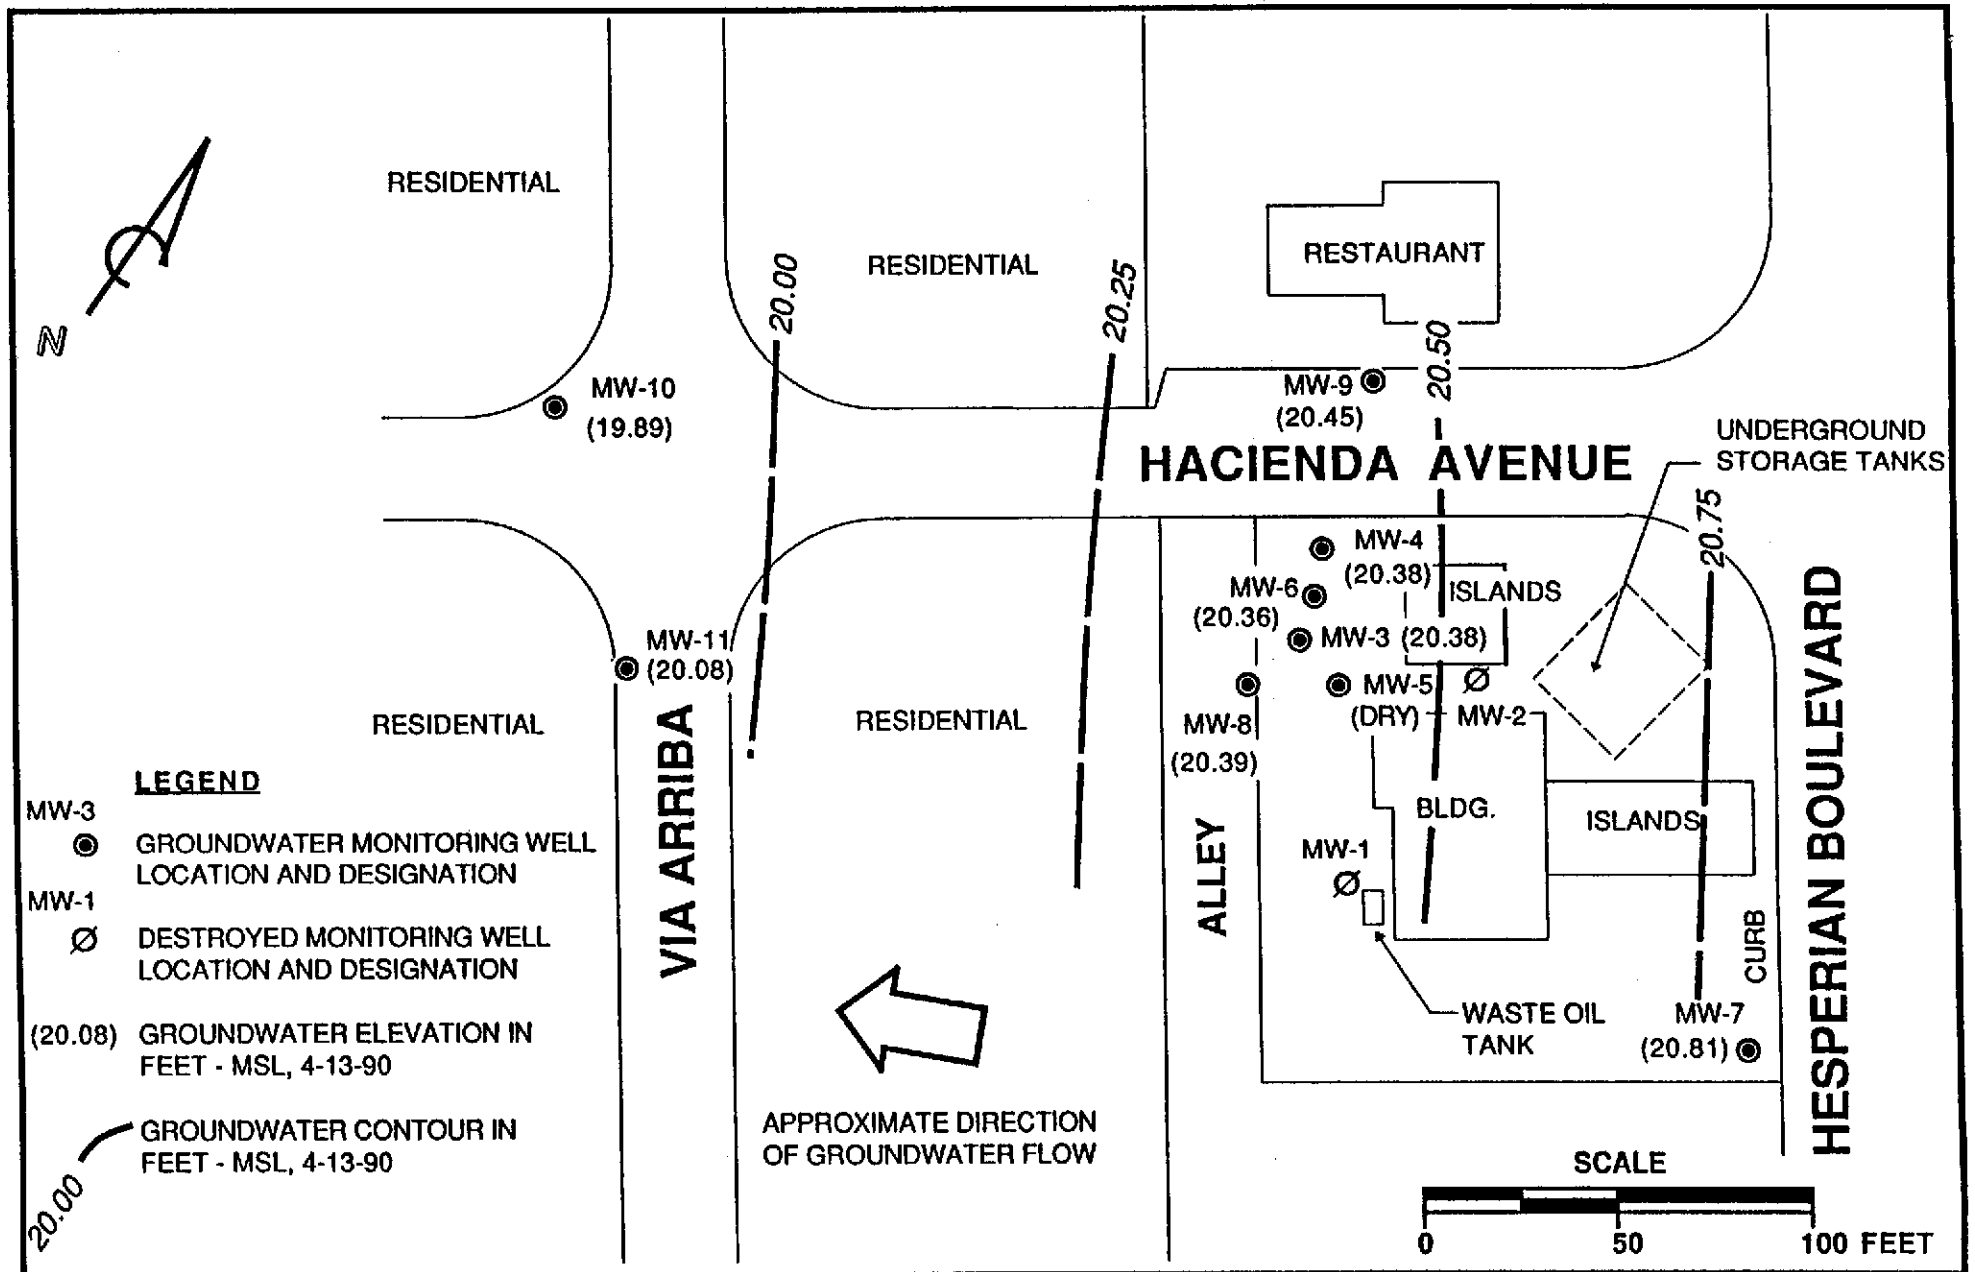 RESIDENTIAL
RESIDENTIAL
RESTAURANT
N
20.00
20.25
20.50
20.75
MW-10
(19.89)
MW-9
(20.45)
HACIENDA AVENUE
UNDERGROUND
STORAGE TANKS
MW-4
(20.38)
ISLANDS
MW-6
(20.36)
MW-3 (20.38)
MW-11
(20.08)
MW-5
(DRY)
MW-2
MW-8
(20.39)
RESIDENTIAL
RESIDENTIAL
VIA ARRIBA
ALLEY
BLDG.
ISLANDS
MW-1
CURB
HESPERIAN BOULEVARD
WASTE OIL
TANK
MW-7
(20.81)
LEGEND
MW-3
GROUNDWATER MONITORING WELL
LOCATION AND DESIGNATION
MW-1
DESTROYED MONITORING WELL
LOCATION AND DESIGNATION
(20.08) GROUNDWATER ELEVATION IN
FEET - MSL, 4-13-90
20.00
GROUNDWATER CONTOUR IN
FEET - MSL, 4-13-90
APPROXIMATE DIRECTION
OF GROUNDWATER FLOW
SCALE
0 50 100 FEET